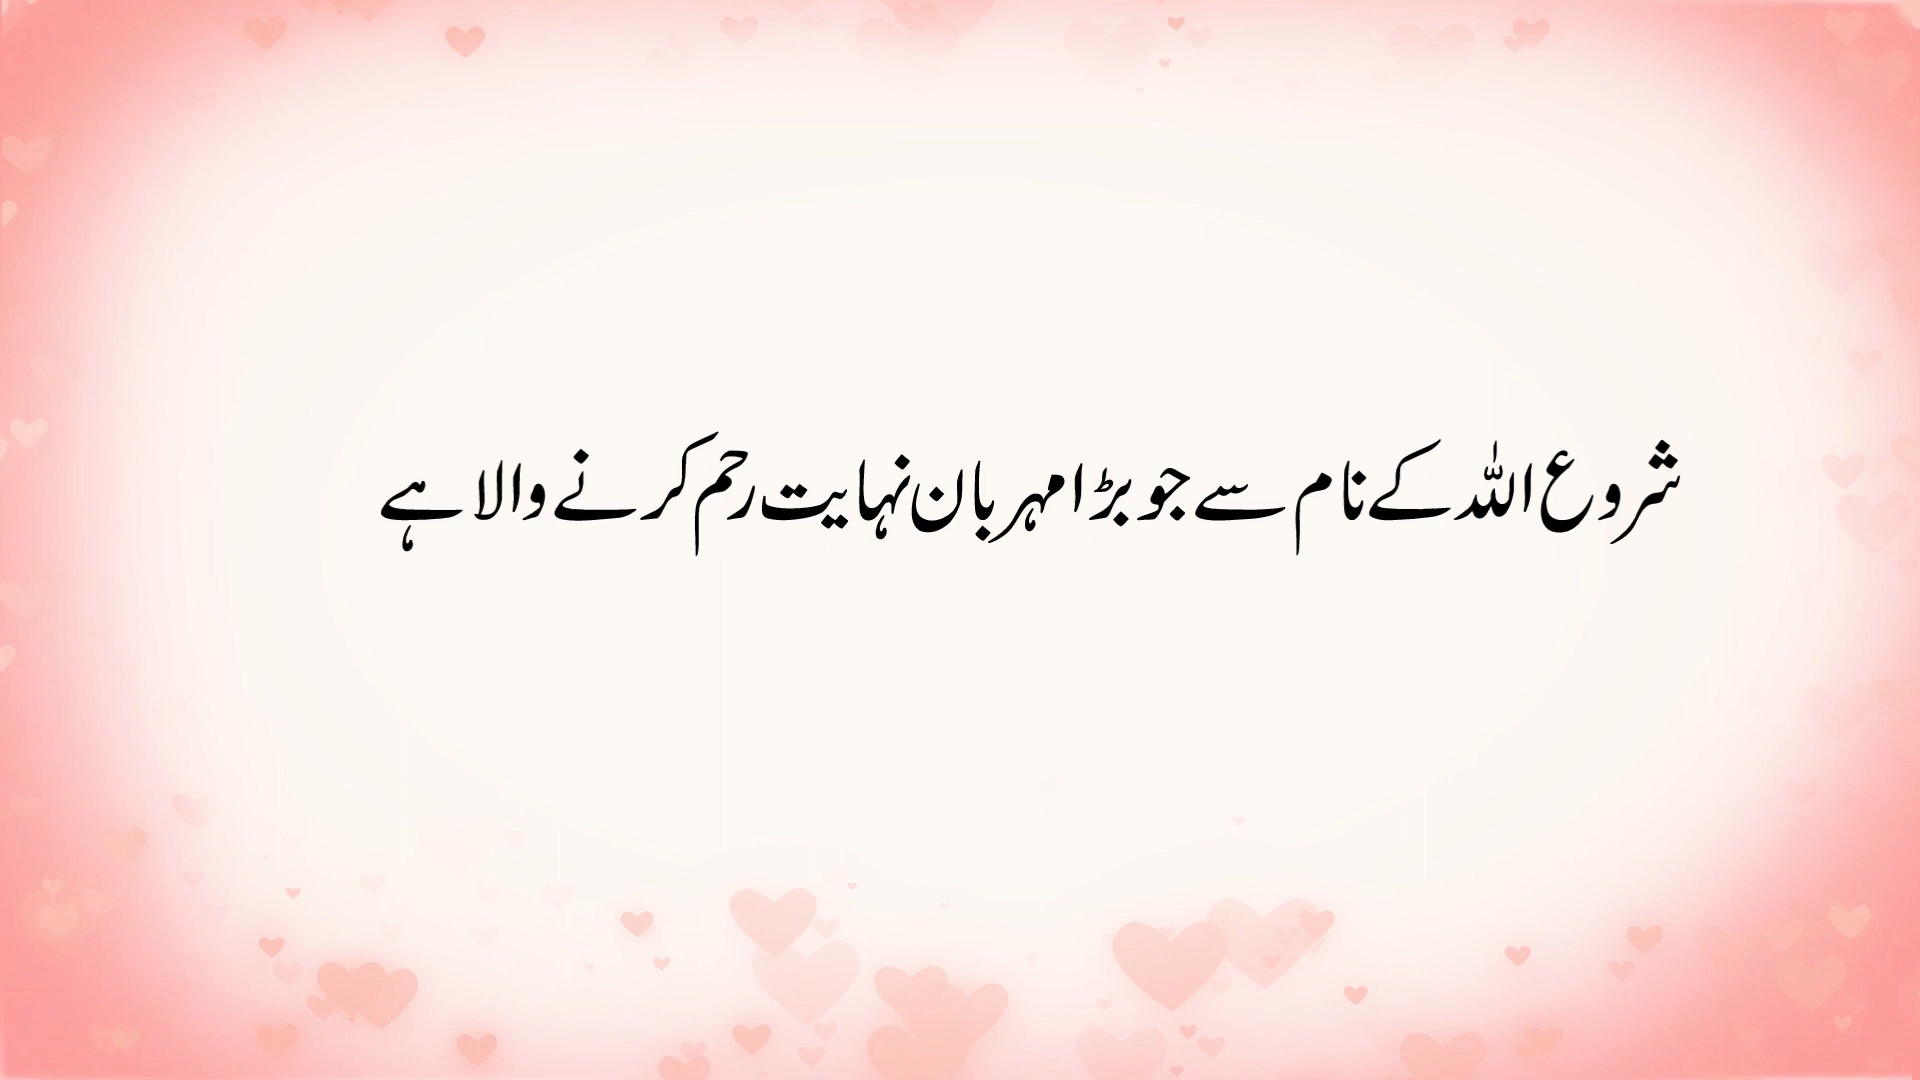 شروع اللہ کے نام سے جو بڑا مہربان نہایت رحم کرنے والا ہے